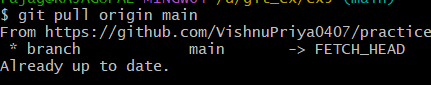 $ git pull origin main
From https://github.com/VishnuPriya0407/practice
 * branch            main       -> FETCH_HEAD
Already up to date.